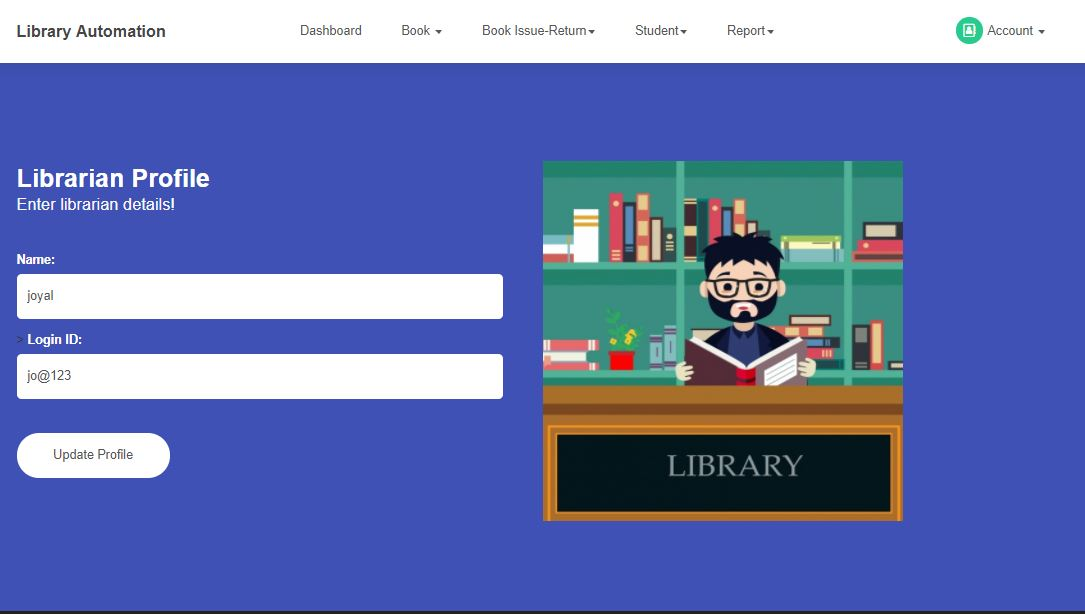 Library Automation
Dashboard
Book
Book Issue-Return
Student
Report
Account
Librarian Profile
Enter librarian details!
Name:
joyal
> Login ID:
jo@123
Update Profile
LIBRARY